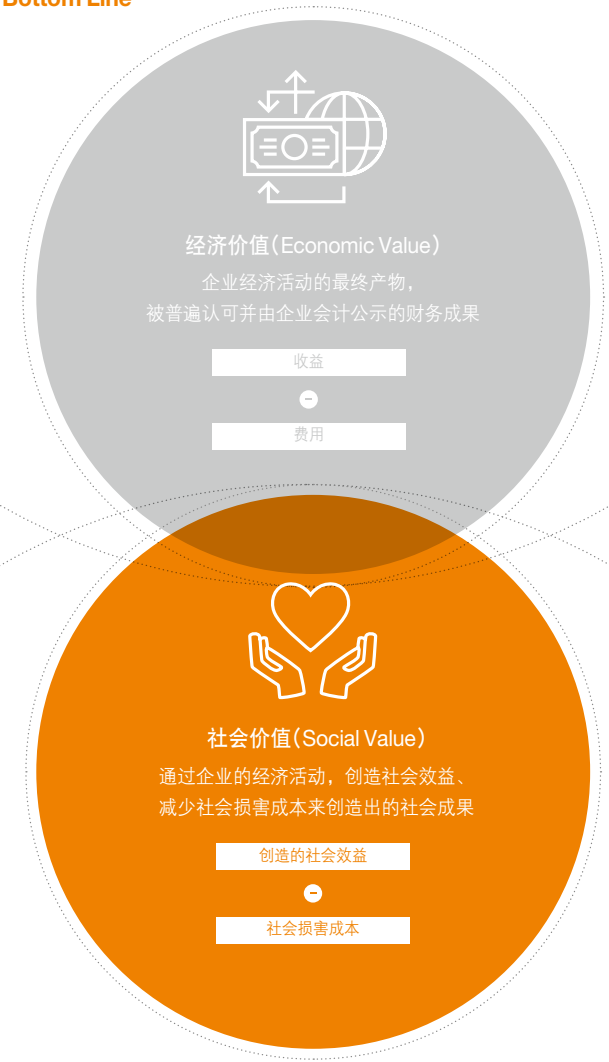 Bottom Line
经济价值（Economic Value）
企业经济活动的最终产物，
被普遍认可并由企业会计公示的财务成果
收益
-
费用
社会价值（Social Value）
通过企业的经济活动，创造社会效益、
减少社会损害成本来创造出的社会成果
创造的社会效益
-
社会损害成本